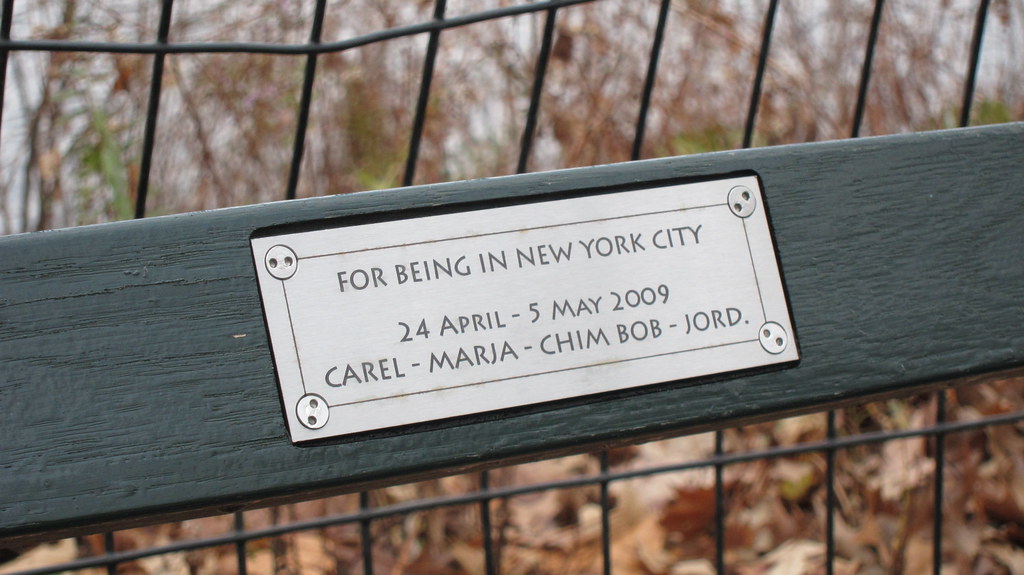 FOR BEING IN NEW YORK CITY
24 APRIL - 5 MAY 2009
CAREL - MARJA - CHIM BOB - JORD.